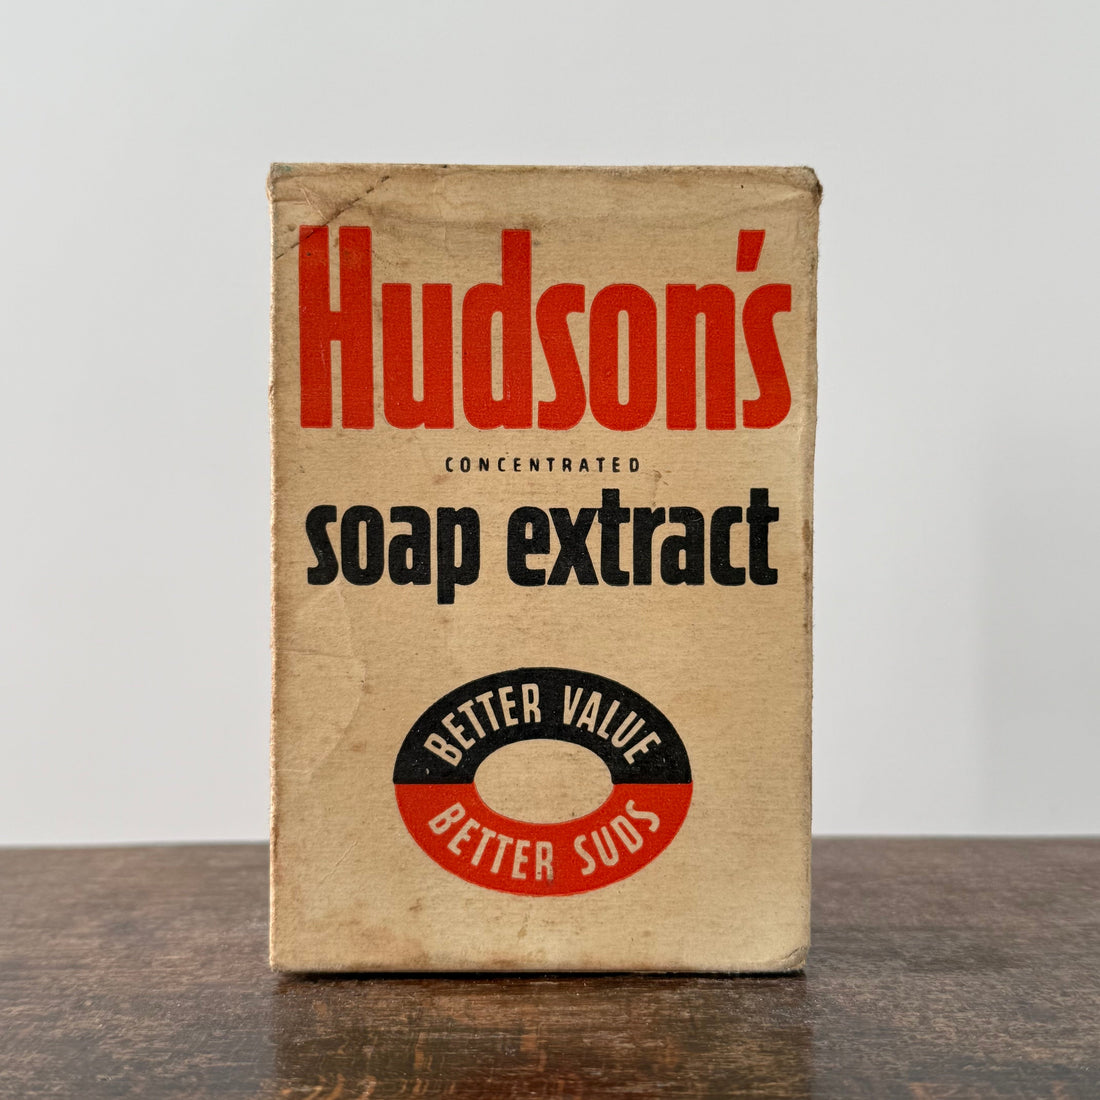 Hudson's
CONCENTRATED
soap extract
BETTER VALUE
BETTER SUDS